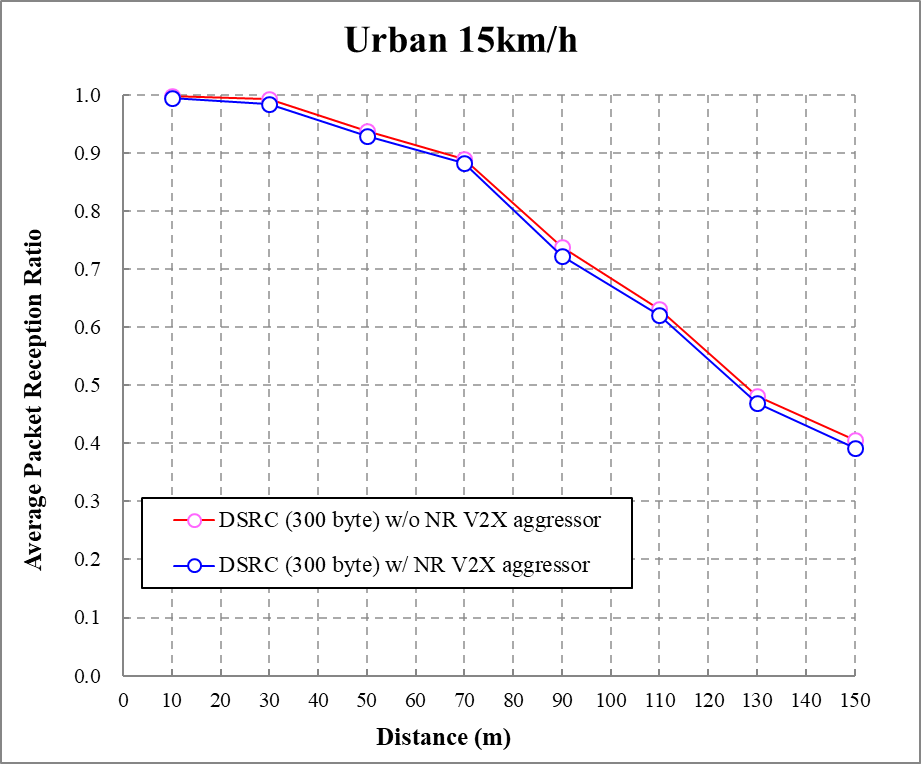 Urban 15km/h
1.0
0.9
0.8
0.7
0.6
0.5
0.4
0.3
0.2
0.1
0.0
Average Packet Reception Ratio
DSRC (300 byte) w/o NR V2X aggressor
DSRC (300 byte) w/ NR V2X aggressor
0 10 20 30 40 50 60 70 80 90 100 110 120 130 140 150
Distance (m)